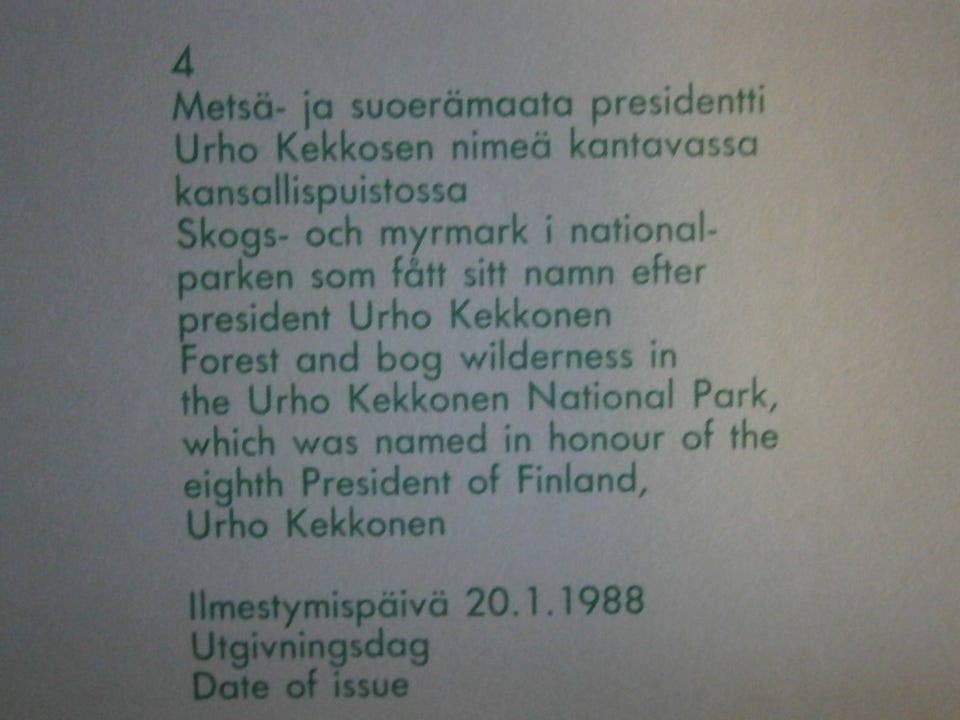 4
Metsä- ja suoerämaata presidentti
Urho Kekkosen nimeä kantavassa
kansallispuistossa
Skogs- och myrmark i national-
parken som fått sitt namn efter
president Urho Kekkonen
Forest and bog wilderness in
the Urho Kekkonen National Park,
which was named in honour of the
eighth President of Finland,
Urho Kekkonen
Ilmestymispäivä 20.1.1988
Utgivningsdag
Date of issue